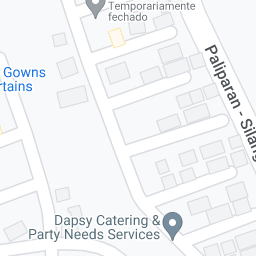 Temporariamente
fechado
Gowns
rtains
Paliparan - Silang
Dapsy Catering &
Party Needs Services